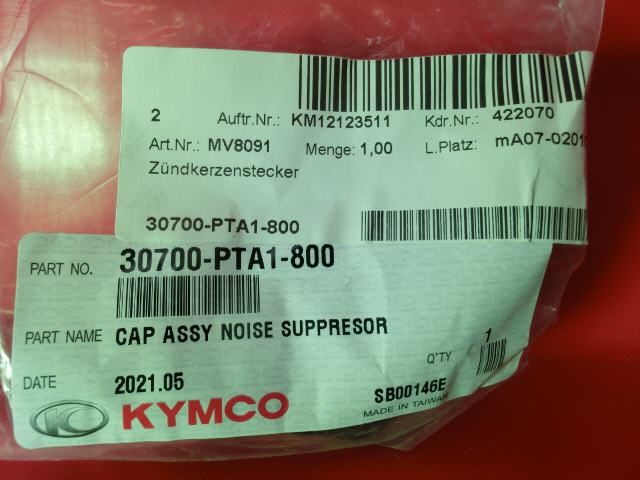 2 Auftr.Nr.: KM12123511 Kdr.Nr.: 422070
Art.Nr.: MV8091 Menge: 1,00 L.Platz: mA07-0201
Zündkerzenstecker
30700-PTA1-800
PART NO. 30700-PTA1-800
PART NAME CAP ASSY NOISE SUPPRESOR
Q'TY 1
DATE 2021.05 SB00146E
KYMCO MADE IN TAIWAN